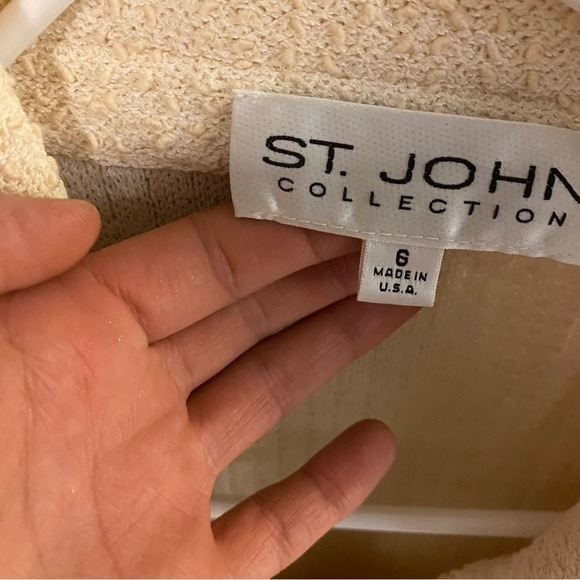 ST. JOHN
COLLECTION
6
MADE IN
U.S.A.